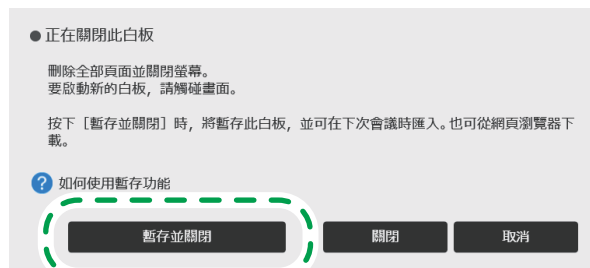 ●正在關閉此白板
刪除全部頁面並關閉螢幕。
要啟動新的白板，請觸碰畫面。
按下［暫存並關閉］時，將暫存此白板，並可在下次會議時匯入。也可從網頁瀏覽器下
載。
? 如何使用暫存功能
暫存並關閉
關閉
取消